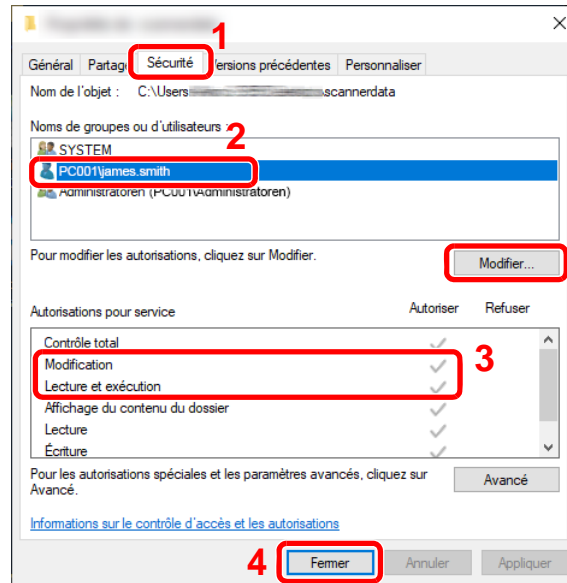 1
Général Partage Sécurité Versions précédentes Personnaliser
Nom de l'objet : C:\Users scannerdata
Noms de groupes ou d'utilisateurs :
2
SYSTEM
PC001\james.smith
Administratoren (PC001\Administratoren)
Pour modifier les autorisations, cliquez sur Modifier.
Modifier...
Autorisations pour service Autoriser Refuser
Contrôle total
Modification
3
Lecture et exécution
Affichage du contenu du dossier
Lecture
Écriture
Pour les autorisations spéciales et les paramètres avancés, cliquez sur
Avancé.
Avancé
Informations sur le contrôle d'accès et les autorisations
4
Fermer Annuler Appliquer